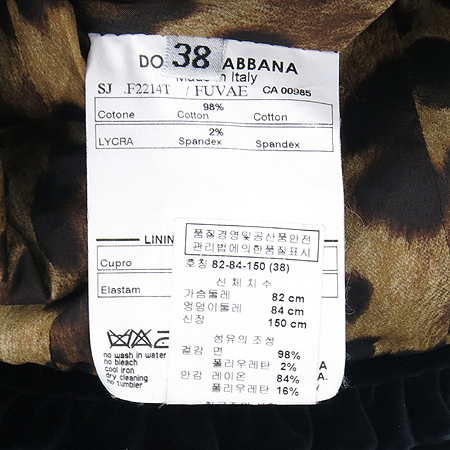 38
DO ABBANA
Made in Italy
SJ .F2214T / FUVAE CA 00985
98%
Cotone Cotton Cotton
2%
LYCRA Spandex Spandex
LININ
Cupro
Elastam
no wash in water
no bleach
cool iron
dry cleaning
no tumbler
품질경영및공산품안전
관리법에의한품질표시
호칭 82-84-150 (38)
신체치수
가슴둘레 82 cm
엉덩이둘레 84 cm
신장 150 cm
섬유의 조성
겉감 면 98%
폴리우레탄 2%
안감 레이온 84%
폴리우레탄 16%